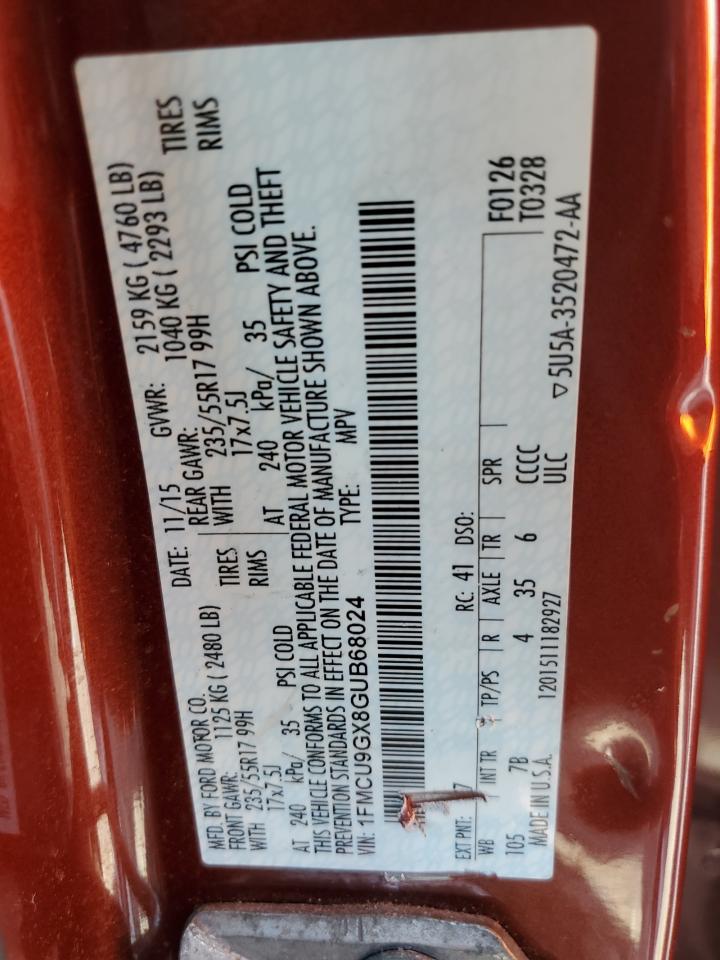 MFD. BY FORD MOTOR CO. DATE: 11/15 GVWR: 2159 KG ( 4760 LB)
FRONT GAWR: 1125 KG ( 2480 LB) REAR GAWR: 1040 KG ( 2293 LB)
WITH 235/55R17 99H TIRES WITH 235/55R17 99H TIRES
17x7.5J RIMS 17x7.5J RIMS
AT 240 kPa/ 35 PSI COLD AT 240 kPa/ 35 PSI COLD
THIS VEHICLE CONFORMS TO ALL APPLICABLE FEDERAL MOTOR VEHICLE SAFETY AND THEFT
PREVENTION STANDARDS IN EFFECT ON THE DATE OF MANUFACTURE SHOWN ABOVE.
VIN: 1FMCU9GX8GUB68024 TYPE: MPV
EXT PNT: RC: 41 DSO:
WB INT TR TP/PS R AXLE TR SPR F0126
105 7B 4 35 6 CCCC T0328
MADE IN U.S.A. 1201511182927 ULC
5U5A-3520472-AA